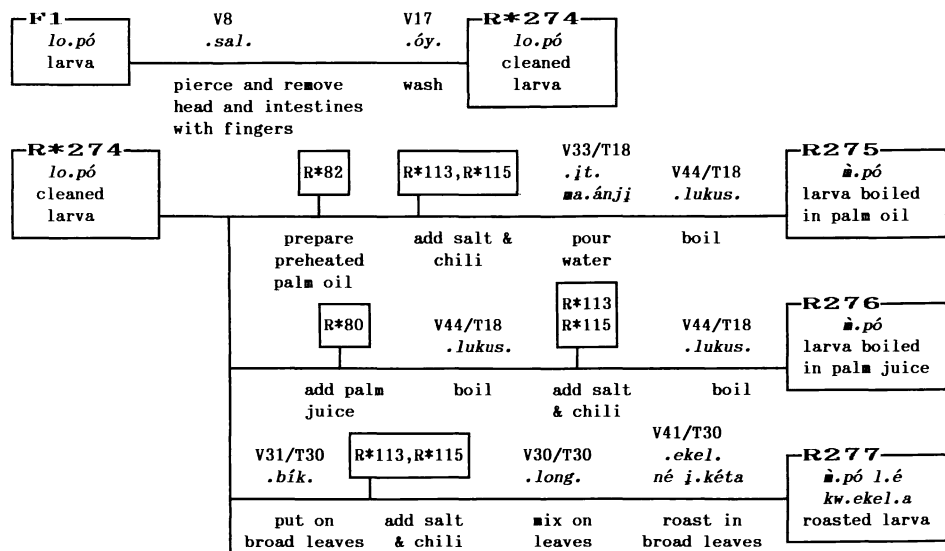 F1
lo.pó
larva
V8
.sal.
V17
.óy.
pierce and remove
head and intestines
with fingers
wash
R*274
lo.pó
cleaned
larva
R*274
lo.pó
cleaned
larva
R*82
R*113,R*115
V33/T18
.i̧t.
ma.ánji̧
V44/T18
.lukus.
prepare
preheated
palm oil
add salt &
chili
pour
water
boil
R275
m̀.pó
larva boiled
in palm oil
R*80
V44/T18
.lukus.
R*113
R*115
V44/T18
.lukus.
add palm
juice
boil
add salt
& chili
boil
R276
m̀.pó
larva boiled
in palm juice
V31/T30
.bík.
R*113,R*115
V30/T30
.long.
V41/T30
.ekel.
né i̧.kéta
put on
broad leaves
add salt
& chili
mix on
leaves
roast in
broad leaves
R277
m̀.pó l.é
kw.ekel.a
roasted larva